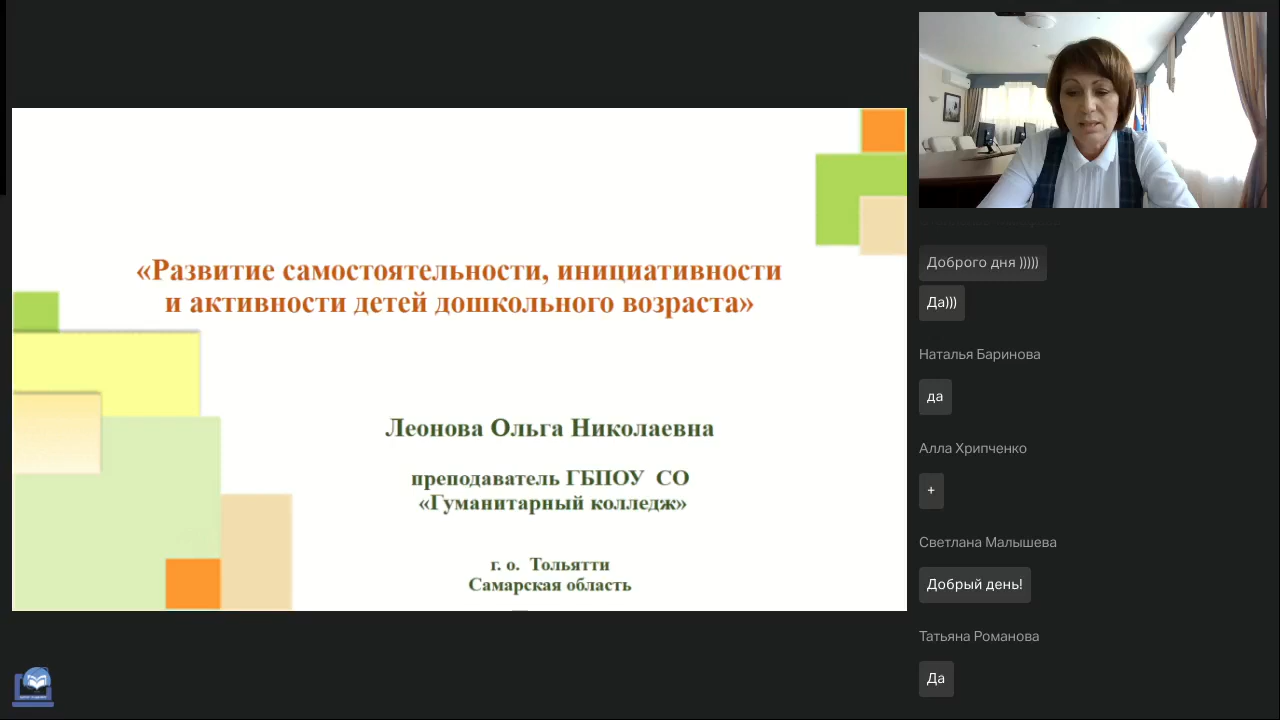 «Развитие самостоятельности, инициативности
и активности детей дошкольного возраста»
Леонова Ольга Николаевна
преподаватель ГБПОУ СО
«Гуманитарный колледж»
г. о. Тольятти
Самарская область
Доброго дня )))))
Да)))
Наталья Баринова
да
Алла Хрипченко
+
Светлана Малышева
Добрый день!
Татьяна Романова
Да